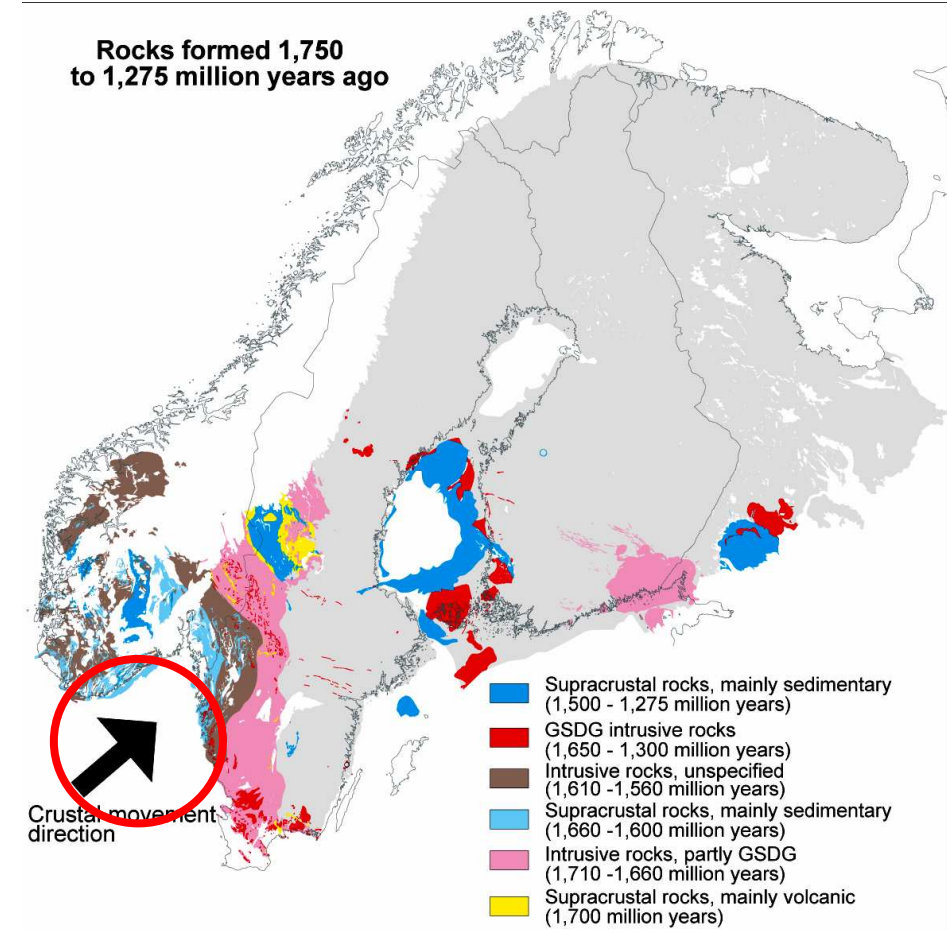 Rocks formed 1,750
to 1,275 million years ago
Crustal movement
direction
Supracrustal rocks, mainly sedimentary
(1,500 - 1,275 million years)
GSDG intrusive rocks
(1,650 - 1,300 million years)
Intrusive rocks, unspecified
(1,610 -1,560 million years)
Supracrustal rocks, mainly sedimentary
(1,660 -1,600 million years)
Intrusive rocks, partly GSDG
(1,710 -1,660 million years)
Supracrustal rocks, mainly volcanic
(1,700 million years)